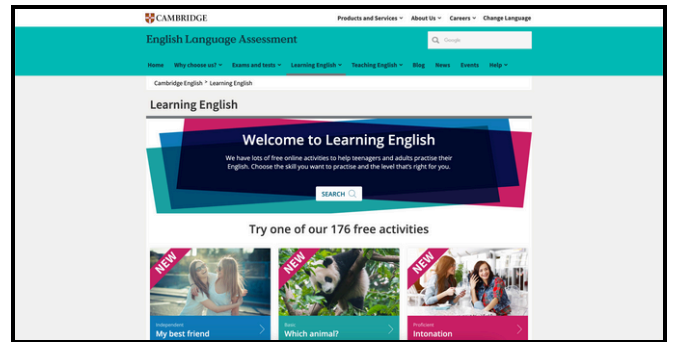 CAMBRIDGE
Products and Services About Us Careers Change Language
English Language Assessment
Google
Home Why choose us? Exams and tests Learning English Teaching English Blog News Events Help
Cambridge English > Learning English
Learning English
Welcome to Learning English
We have lots of free online activities to help teenagers and adults practise their
English. Choose the skill you want to practise and the level that's right for you.
SEARCH
Try one of our 176 free activities
NEW NEW NEW
Independent Basic Proficient
My best friend Which animal? Intonation